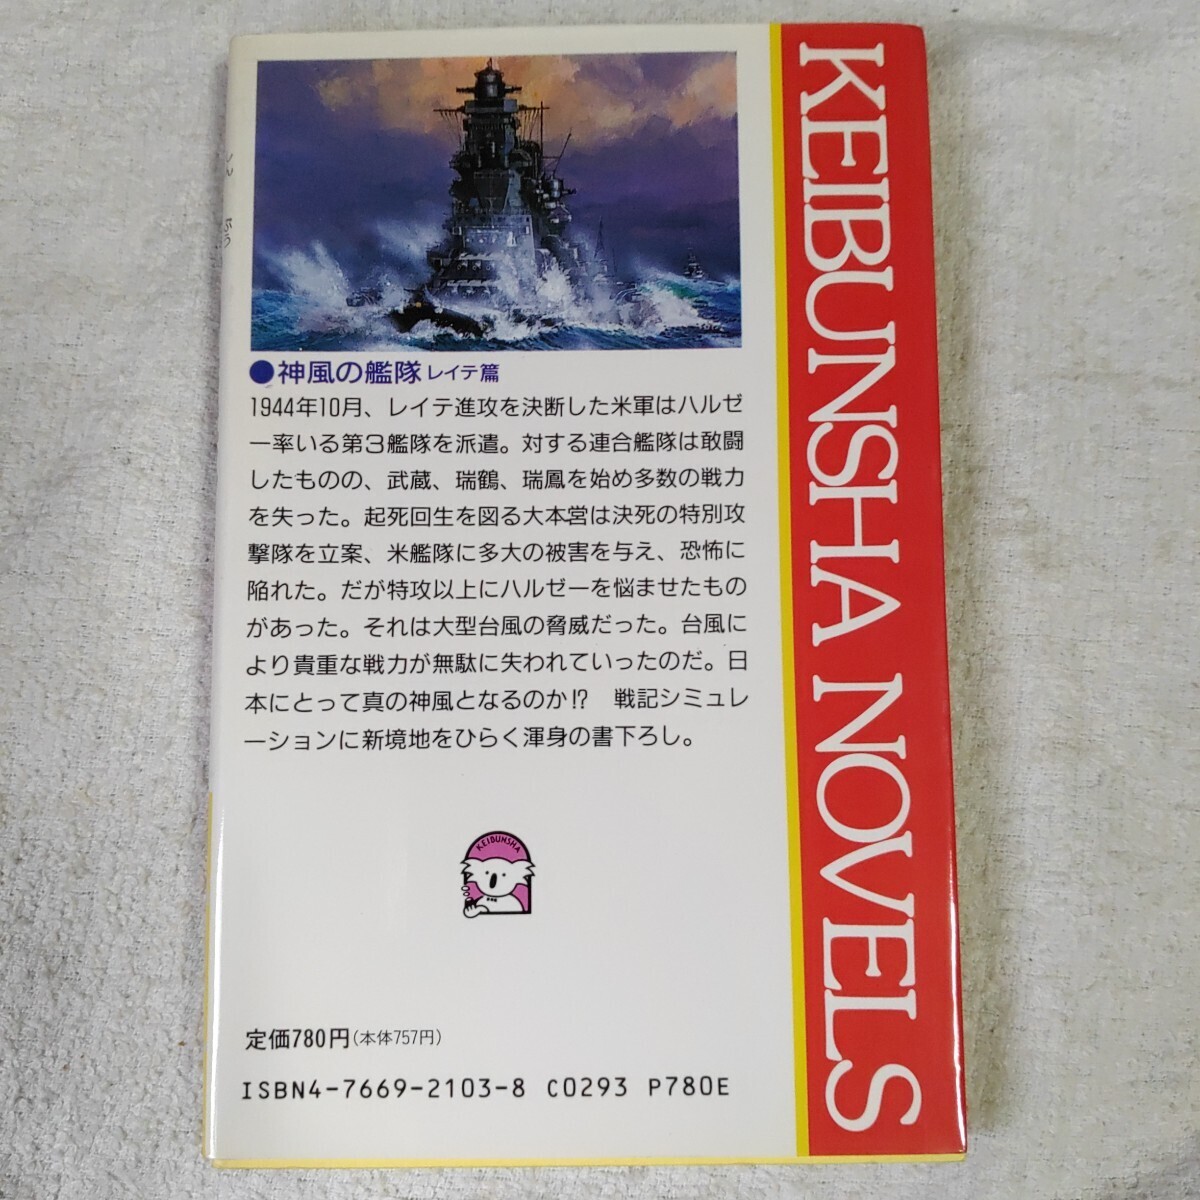 KEIBUNSHA NOVELS
●神風の艦隊 レイテ篇
1944年10月、レイテ進攻を決断した米軍はハルゼ
ー率いる第3艦隊を派遣。対する連合艦隊は敢闘
したものの、武蔵、瑞鶴、瑞鳳を始め多数の戦力
を失った。起死回生を図る大本営は決死の特別攻
撃隊を立案、米艦隊に多大の被害を与え、恐怖に
陥れた。だが特攻以上にハルゼーを悩ませたもの
があった。それは大型台風の脅威だった。台風に
より貴重な戦力が無駄に失われていったのだ。日
本にとって真の神風となるのか!? 戦記シミュレ
ーションに新境地をひらく渾身の書下ろし。
KEIBUNSHA
定価780円(本体757円)
ISBN4-7669-2103-8 C0293 P780E